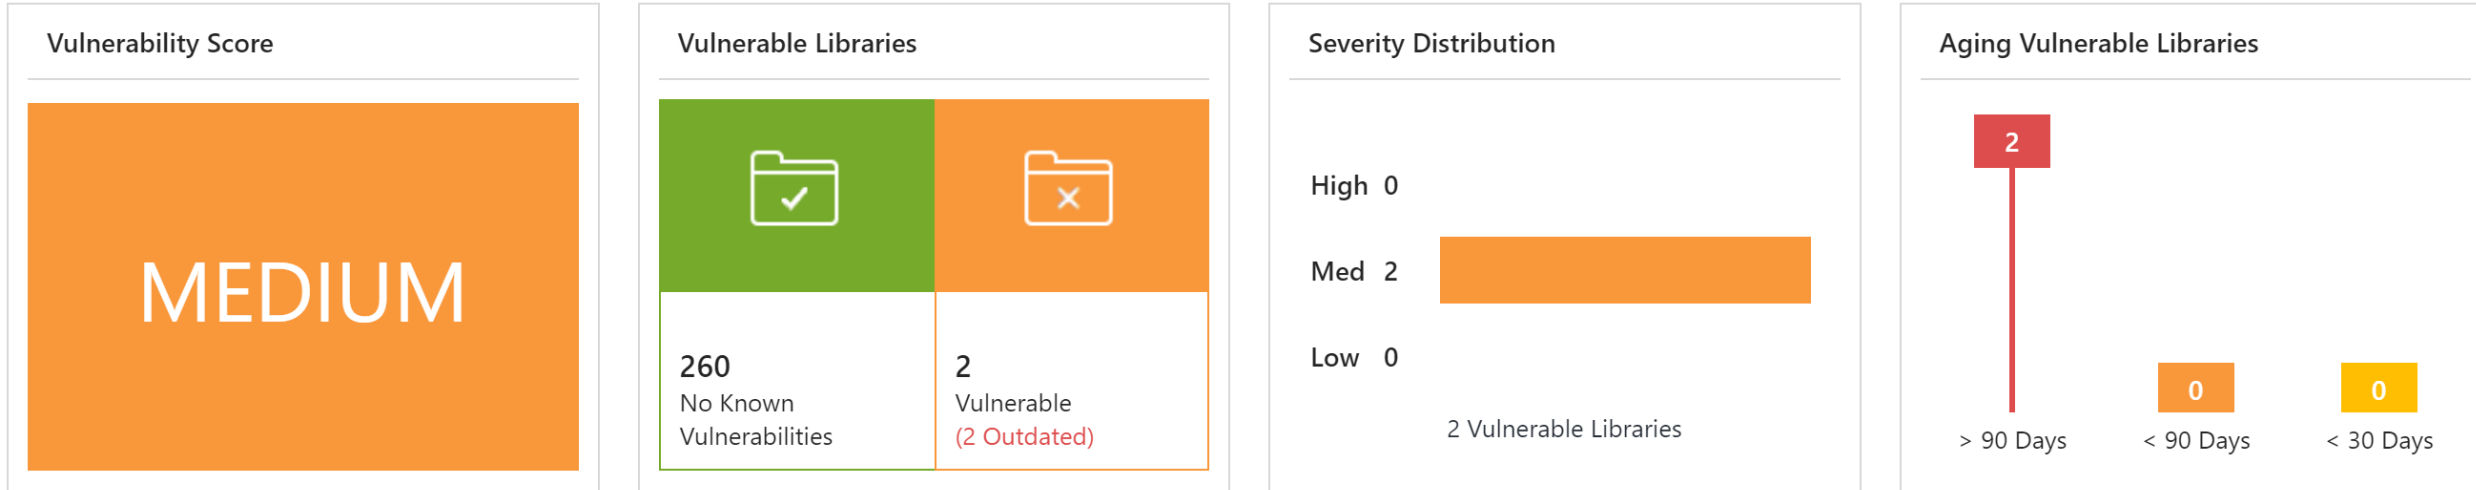 Vulnerability Score
MEDIUM
Vulnerable Libraries
260
No Known
Vulnerabilities
2
Vulnerable
(2 Outdated)
Severity Distribution
High 0
Med 2
Low 0
2 Vulnerable Libraries
Aging Vulnerable Libraries
2
> 90 Days
0
< 90 Days
0
< 30 Days